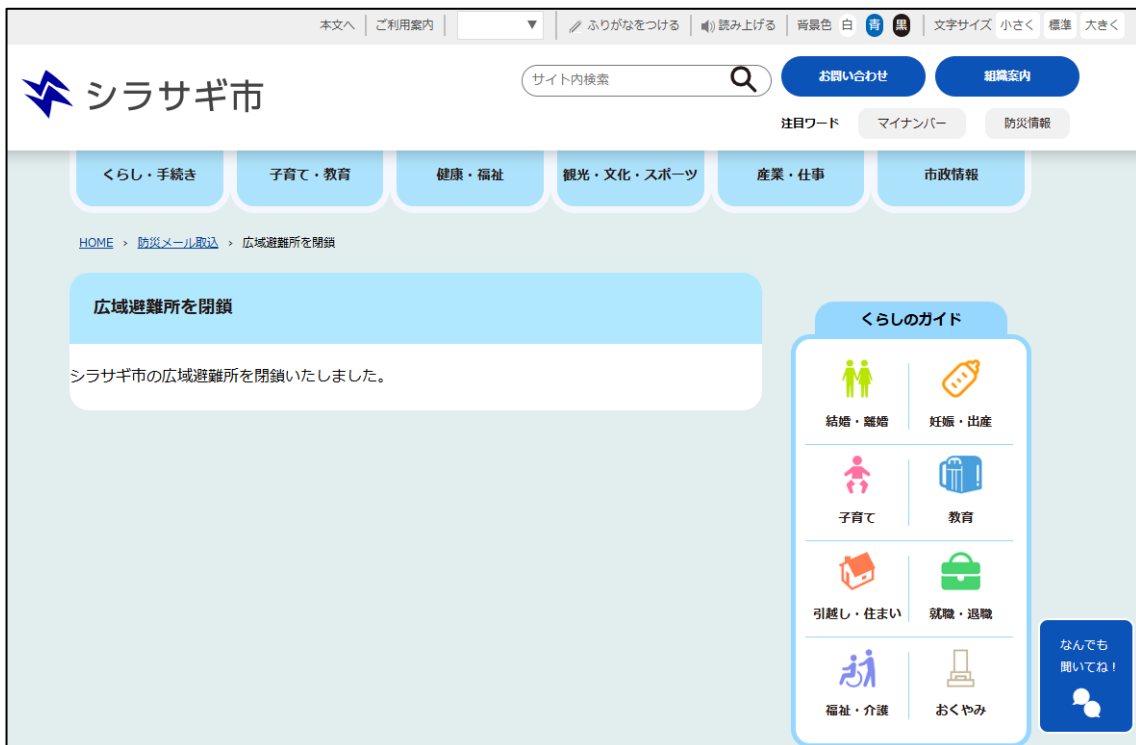 本文へ ご利用案内 ふりがなをつける 読み上げる 背景色 白 青 黒 文字サイズ 小さく 標準 大きく
シラサギ市
サイト内検索
お問い合わせ 組織案内
注目ワード マイナンバー 防災情報
くらし・手続き 子育て・教育 健康・福祉 観光・文化・スポーツ 産業・仕事 市政情報
HOME › 防災メール取込 › 広域避難所を閉鎖
広域避難所を閉鎖
シラサギ市の広域避難所を閉鎖いたしました。
くらしのガイド
結婚・離婚 妊娠・出産
子育て 教育
引越し・住まい 就職・退職
福祉・介護 おくやみ
なんでも
聞いてね！